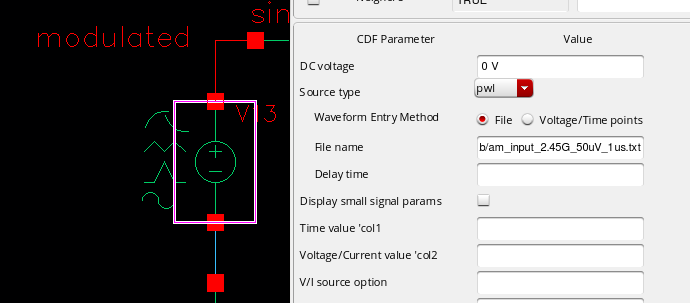 sin
modulated
V13
TRUE
CDF Parameter Value
DC voltage 0 V
Source type pwl
Waveform Entry Method File Voltage/Time points
File name b/am_input_2.45G_50uV_1us.txt
Delay time
Display small signal params
Time value 'col1
Voltage/Current value 'col2
V/I source option